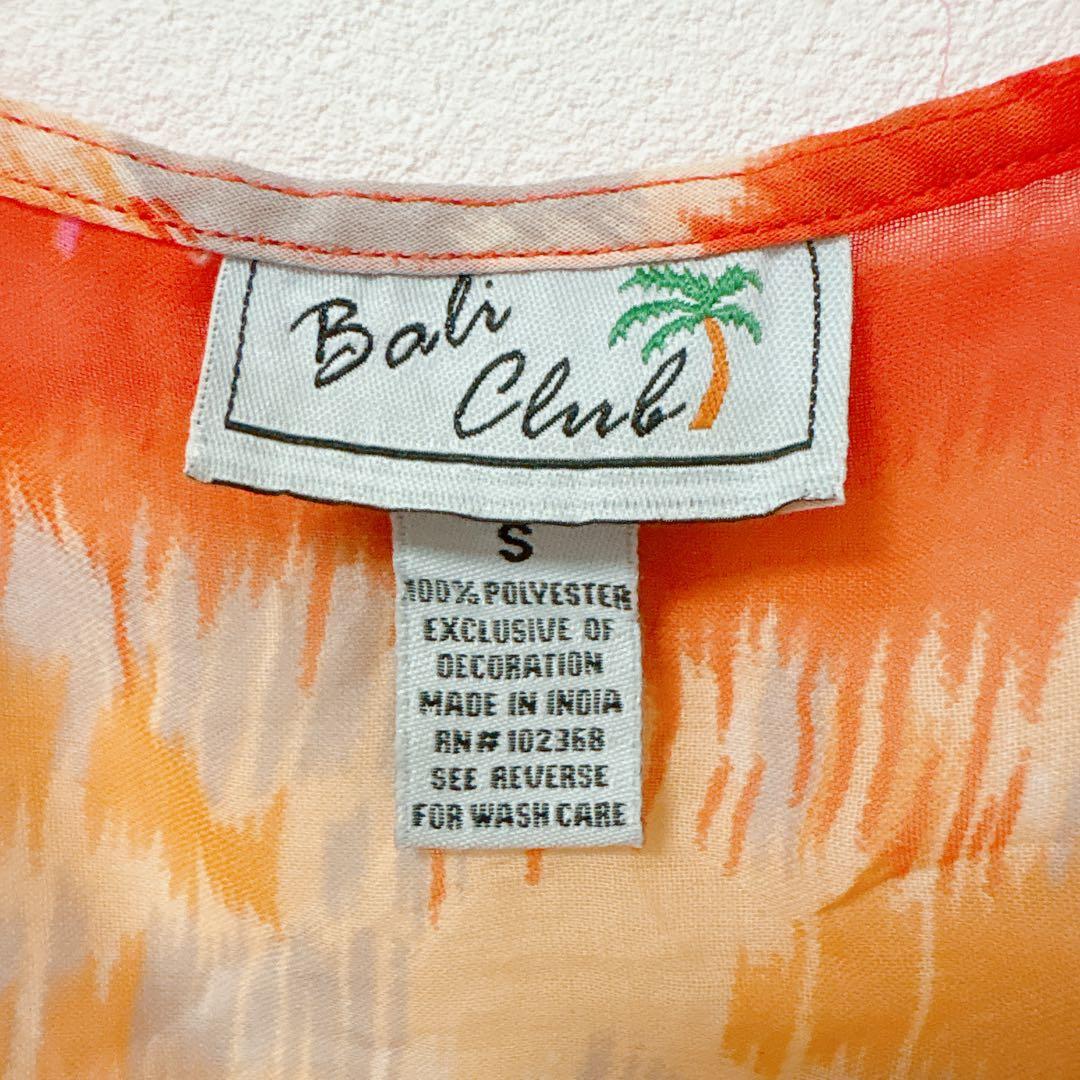 Bali
Club
S
100% POLYESTER
EXCLUSIVE OF
DECORATION
MADE IN INDIA
RN# 102368
SEE REVERSE
FOR WASH CARE